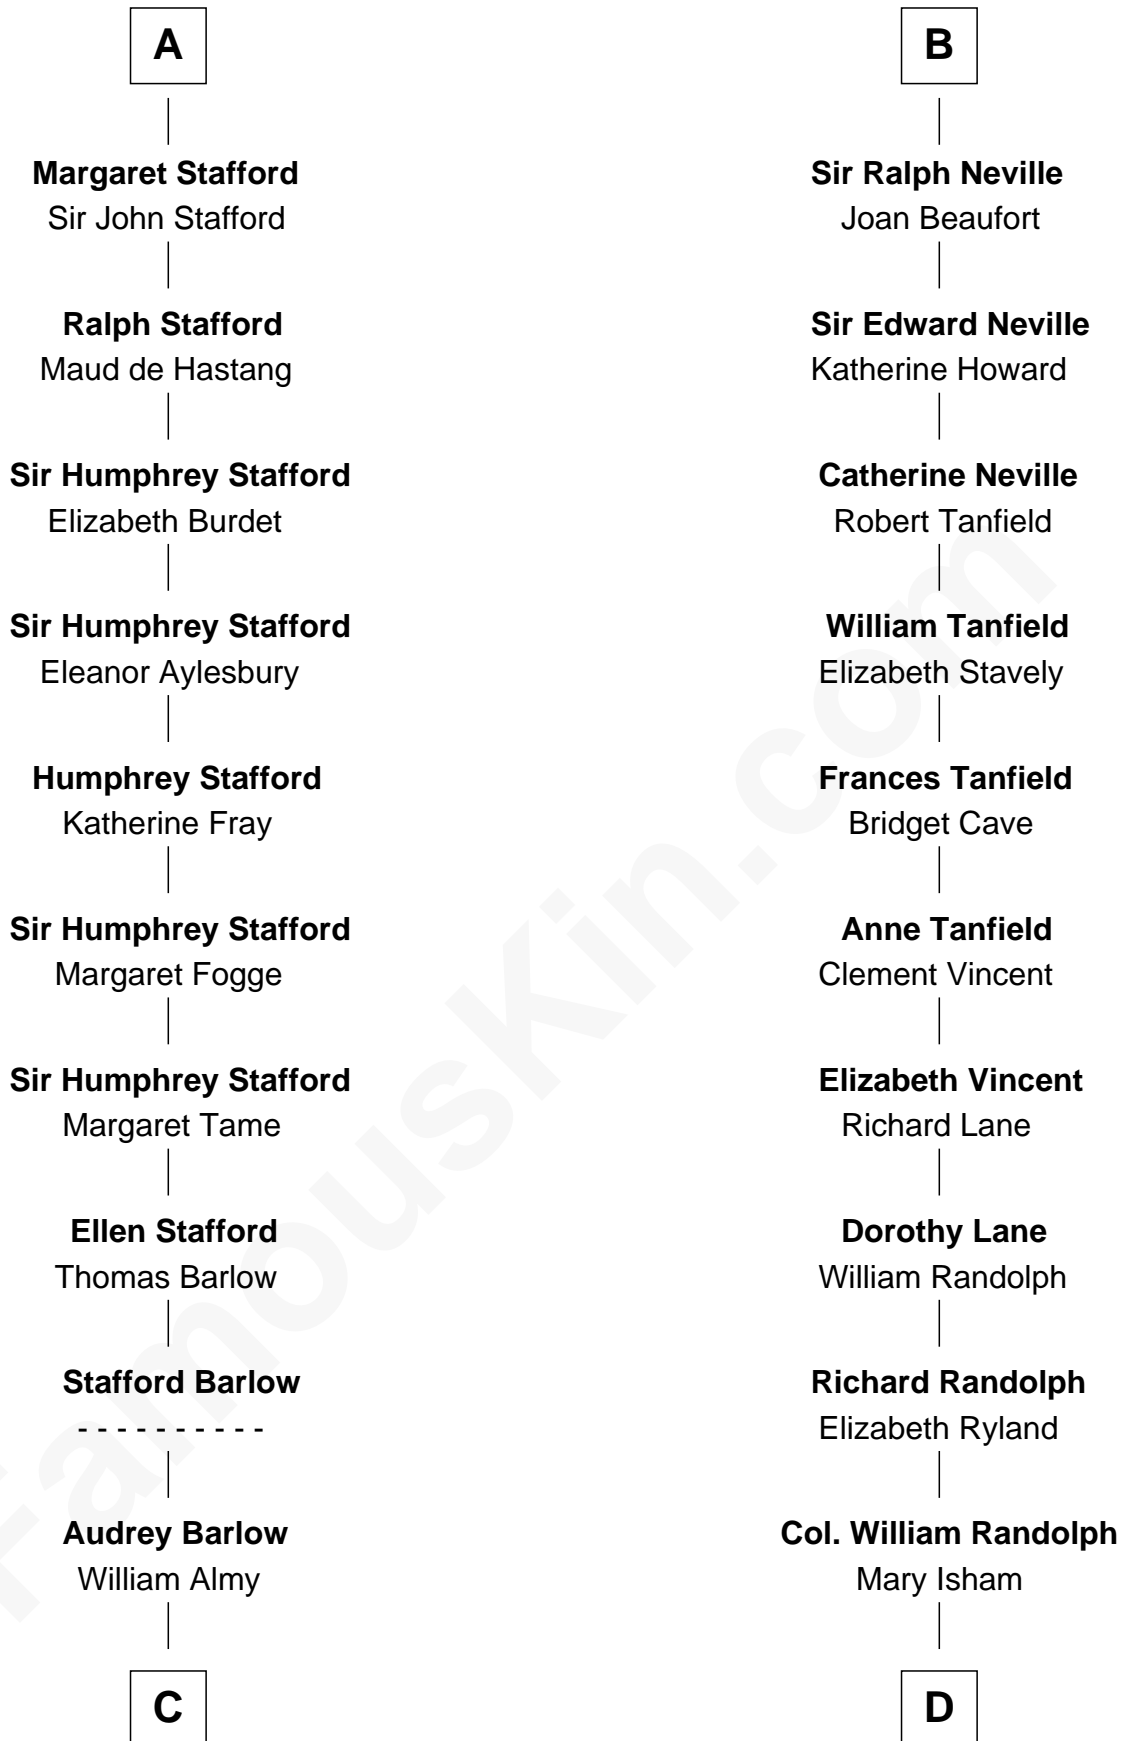 A
Margaret Stafford
Sir John Stafford
Ralph Stafford
Maud de Hastang
Sir Humphrey Stafford
Elizabeth Burdet
Sir Humphrey Stafford
Eleanor Aylesbury
Humphrey Stafford
Katherine Fray
Sir Humphrey Stafford
Margaret Fogge
Sir Humphrey Stafford
Margaret Tame
Ellen Stafford
Thomas Barlow
Stafford Barlow
- - - - - - - - - -
Audrey Barlow
William Almy
C
B
Sir Ralph Neville
Joan Beaufort
Sir Edward Neville
Katherine Howard
Catherine Neville
Robert Tanfield
William Tanfield
Elizabeth Stavely
Frances Tanfield
Bridget Cave
Anne Tanfield
Clement Vincent
Elizabeth Vincent
Richard Lane
Dorothy Lane
William Randolph
Richard Randolph
Elizabeth Ryland
Col. William Randolph
Mary Isham
D
FamousKin.com